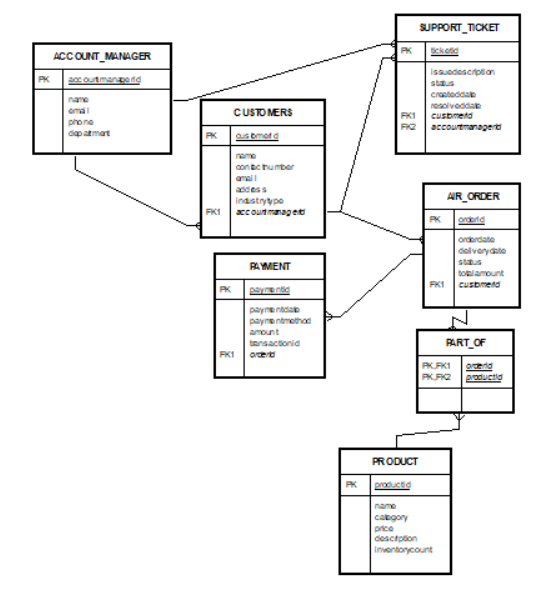 ACCOUNT_MANAGER
PK accountmanagerid
name
email
phone
department
SUPPORT_TICKET
PK ticketid
issuedescription
status
createddate
resolveddate
FK1 customerid
FK2 accountmanagerid
CUSTOMERS
PK customerid
name
contactnumber
email
address
industrytype
FK1 accountmanagerid
AIR_ORDER
PK orderid
orderdate
deliverydate
status
totalamount
FK1 customerid
PAYMENT
PK paymentid
paymentdate
paymentmethod
amount
transactionid
FK1 orderid
PART_OF
PK,FK1 orderid
PK,FK2 productid
PRODUCT
PK productid
name
category
price
description
inventorycount